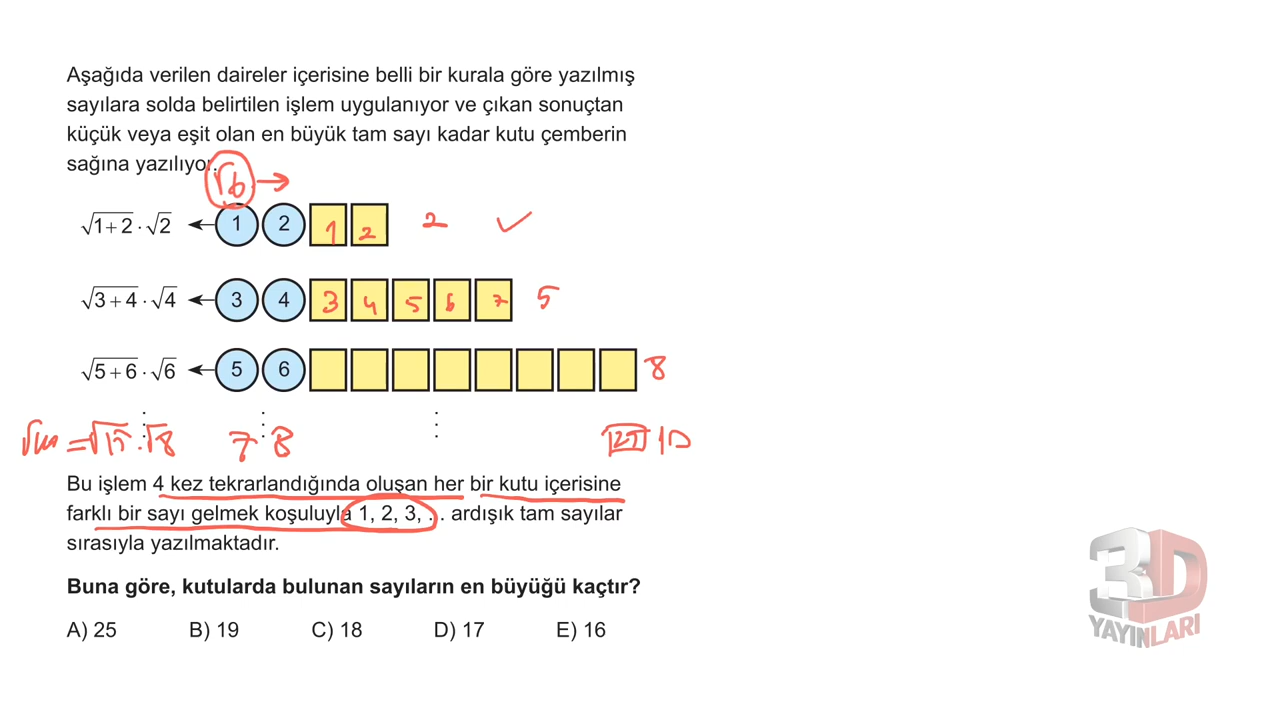 Aşağıda verilen daireler içerisine belli bir kurala göre yazılmış
sayılara solda belirtilen işlem uygulanıyor ve çıkan sonuçtan
küçük veya eşit olan en büyük tam sayı kadar kutu çemberin
sağına yazılıyor.
√6 →
√1+2 · √2 ← 1 2 1 2 2 ✓
√3+4 · √4 ← 3 4 3 4 5 6 7 5
√5+6 · √6 ← 5 6 8
= √15 · √8 7 8 25 10
Bu işlem 4 kez tekrarlandığında oluşan her bir kutu içerisine
farklı bir sayı gelmek koşuluyla 1, 2, 3, ... ardışık tam sayılar
sırasıyla yazılmaktadır.
Buna göre, kutularda bulunan sayıların en büyüğü kaçtır?
A) 25 B) 19 C) 18 D) 17 E) 16
3D
YAYINLARI